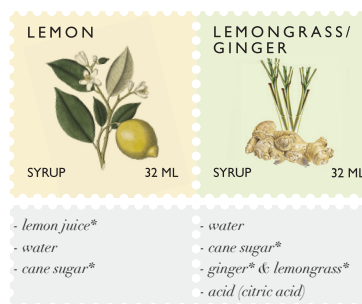 LEMON
SYRUP 32 ML
- lemon juice*
- water
- cane sugar*
LEMONGRASS/
GINGER
SYRUP 32 ML
- water
- cane sugar*
- ginger* & lemongrass*
- acid (citric acid)